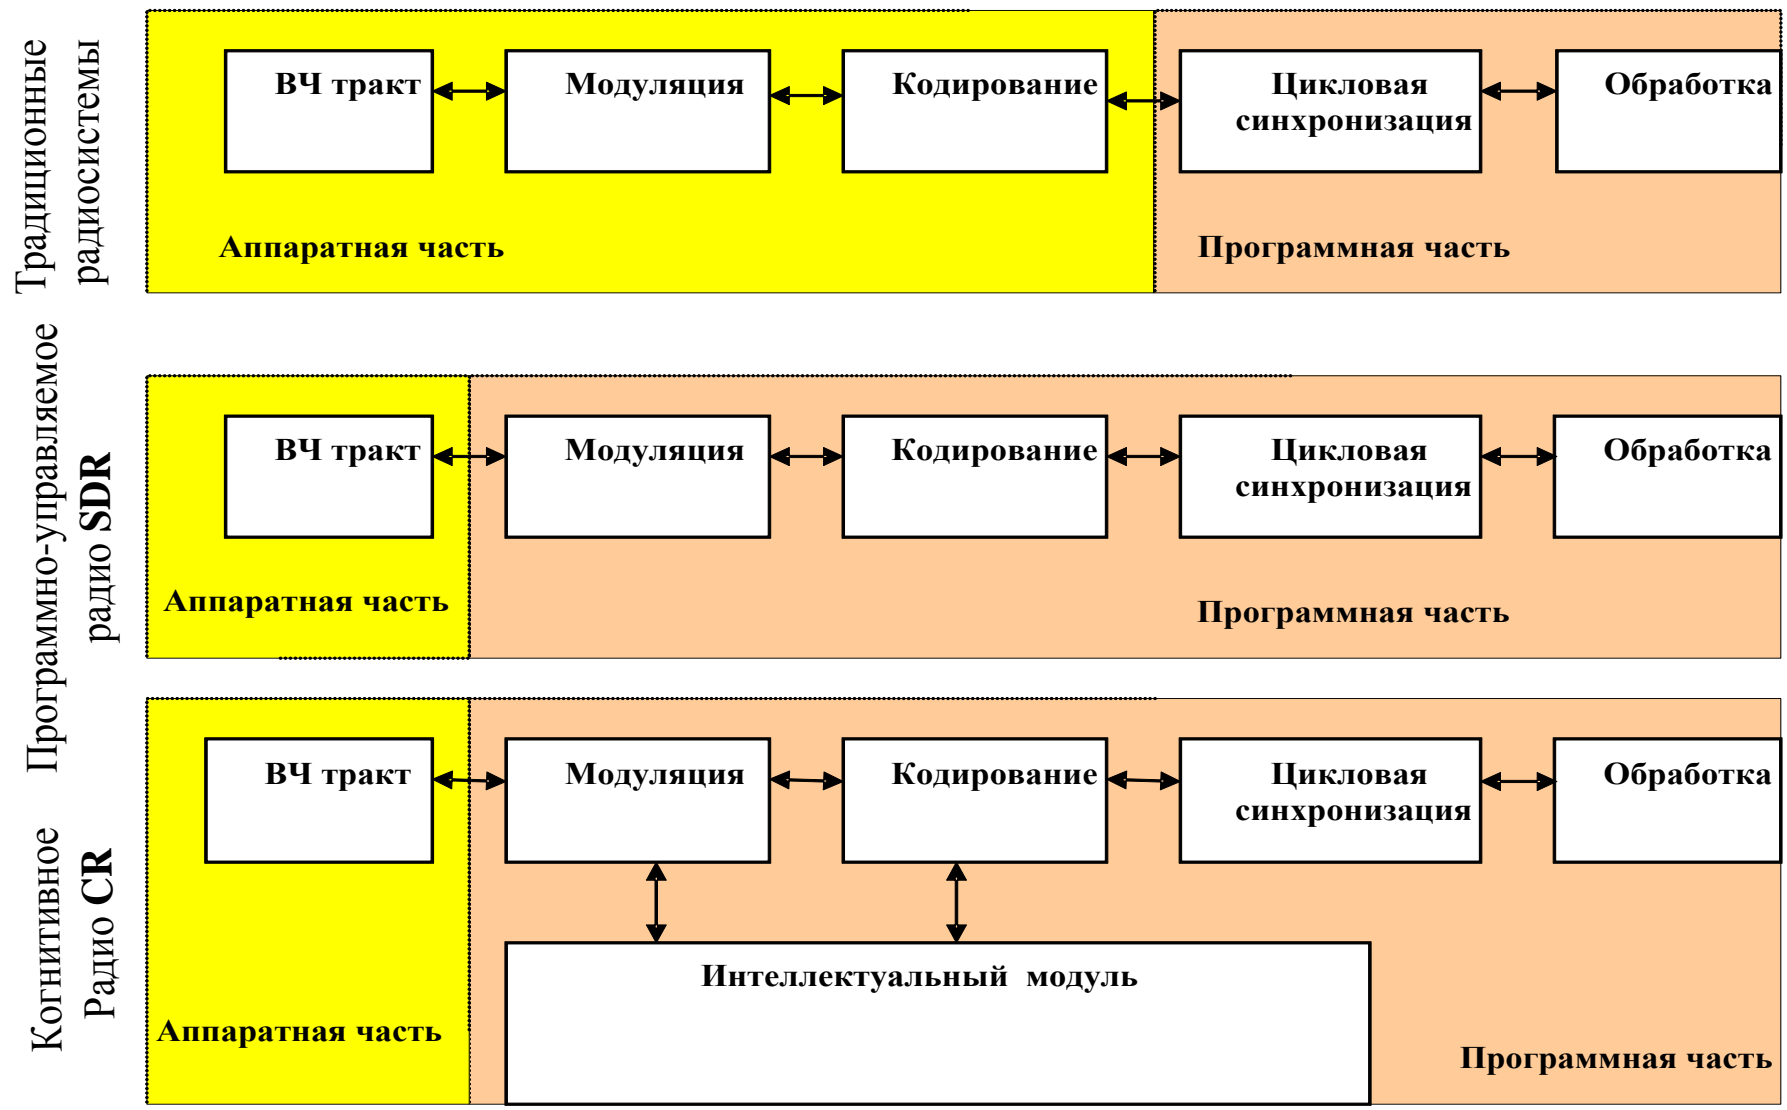 Традиционные
радиосистемы
ВЧ тракт
Модуляция
Кодирование
Цикловая
синхронизация
Обработка
Аппаратная часть
Программная часть
Программно-управляемое
радио SDR
ВЧ тракт
Модуляция
Кодирование
Цикловая
синхронизация
Обработка
Аппаратная часть
Программная часть
Когнитивное
Радио CR
ВЧ тракт
Модуляция
Кодирование
Цикловая
синхронизация
Обработка
Интеллектуальный модуль
Аппаратная часть
Программная часть